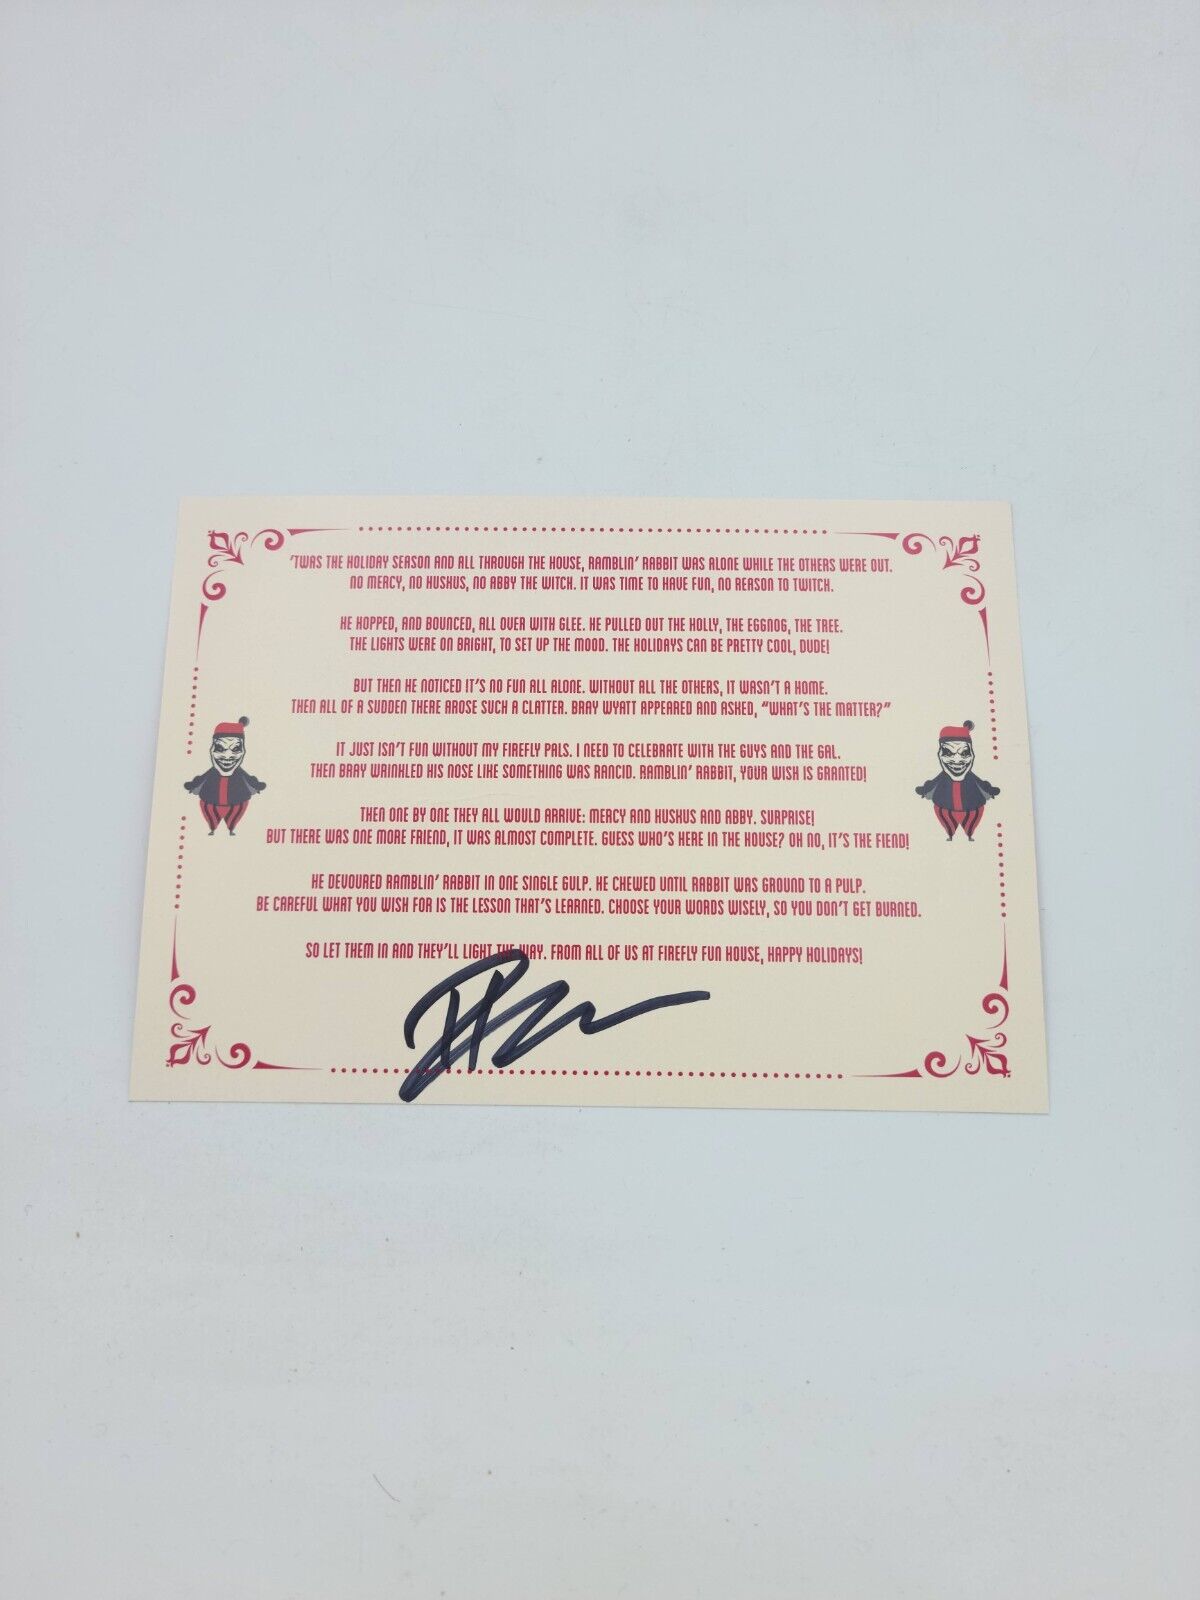 'TWAS THE HOLIDAY SEASON AND ALL THROUGH THE HOUSE, RAMBLIN' RABBIT WAS ALONE WHILE THE OTHERS WERE OUT.
NO MERCY, NO HUSKUS, NO ABBY THE WITCH. IT WAS TIME TO HAVE FUN, NO REASON TO TWITCH.
HE HOPPED, AND BOUNCED, ALL OVER WITH GLEE. HE PULLED OUT THE HOLLY, THE EGGNOG, THE TREE.
THE LIGHTS WERE ON BRIGHT, TO SET UP THE MOOD. THE HOLIDAYS CAN BE PRETTY COOL, DUDE!
BUT THEN HE NOTICED IT'S NO FUN ALL ALONE. WITHOUT ALL THE OTHERS, IT WASN'T A HOME.
THEN ALL OF A SUDDEN THERE AROSE SUCH A CLATTER. BRAY WYATT APPEARED AND ASKED, "WHAT'S THE MATTER?"
IT JUST ISN'T FUN WITHOUT MY FIREFLY PALS. I NEED TO CELEBRATE WITH THE GUYS AND THE GAL.
THEN BRAY WRINKLED HIS NOSE LIKE SOMETHING WAS RANCID. RAMBLIN' RABBIT, YOUR WISH IS GRANTED!
THEN ONE BY ONE THEY ALL WOULD ARRIVE: MERCY AND HUSKUS AND ABBY. SURPRISE!
BUT THERE WAS ONE MORE FRIEND, IT WAS ALMOST COMPLETE. GUESS WHO'S HERE IN THE HOUSE? OH NO, IT'S THE FIEND!
HE DEVOURED RAMBLIN' RABBIT IN ONE SINGLE GULP. HE CHEWED UNTIL RABBIT WAS GROUND TO A PULP.
BE CAREFUL WHAT YOU WISH FOR IS THE LESSON THAT'S LEARNED. CHOOSE YOUR WORDS WISELY, SO YOU DON'T GET BURNED.
SO LET THEM IN AND THEY'LL LIGHT THE WAY. FROM ALL OF US AT FIREFLY FUN HOUSE, HAPPY HOLIDAYS!